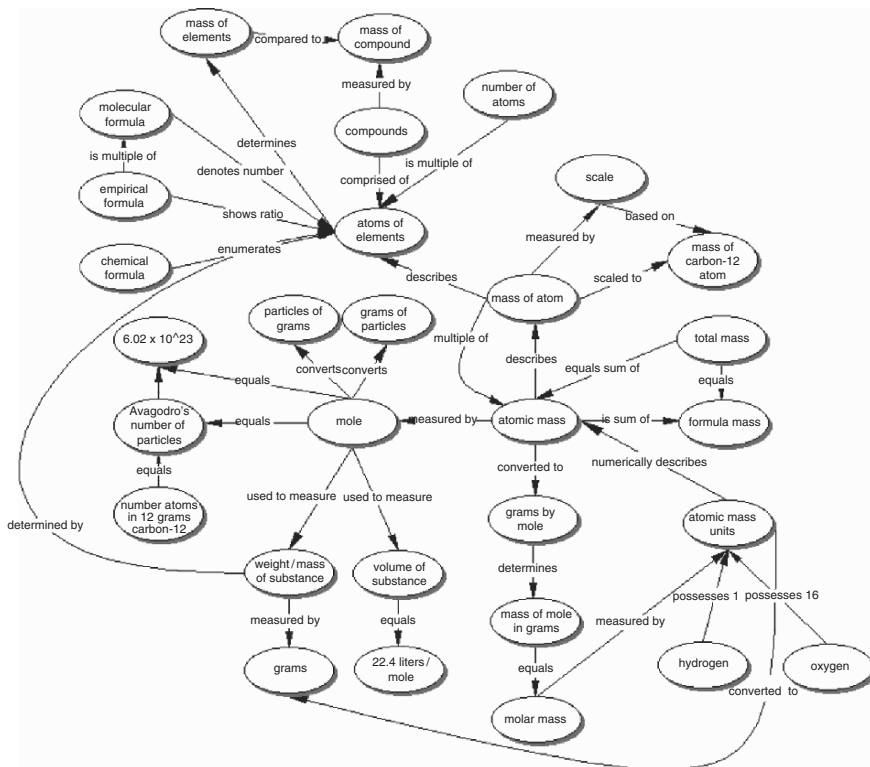 mass of
elements
compared to
mass of
compound
measured by
number of
atoms
molecular
formula
compounds
determines
is multiple of
denotes number
is multiple of
comprised of
scale
empirical
formula
shows ratio
atoms of
elements
based on
measured by
enumerates
mass of
carbon-12
atom
chemical
formula
describes
mass of atom
scaled to
particles of
grams
grams of
particles
6.02 x 10^23
multiple of
total mass
converts
converts
describes
equals sum of
equals
equals
Avagodro's
number of
particles
equals
mole
measured by
atomic mass
is sum of
formula mass
equals
converted to
numerically describes
number atoms
in 12 grams
carbon-12
used to measure
used to measure
grams by
mole
atomic mass
units
determined by
weight/mass
of substance
volume of
substance
determines
possesses 1
possesses 16
measured by
equals
mass of mole
in grams
measured by
grams
22.4 liters/
mole
equals
hydrogen
oxygen
converted to
molar mass